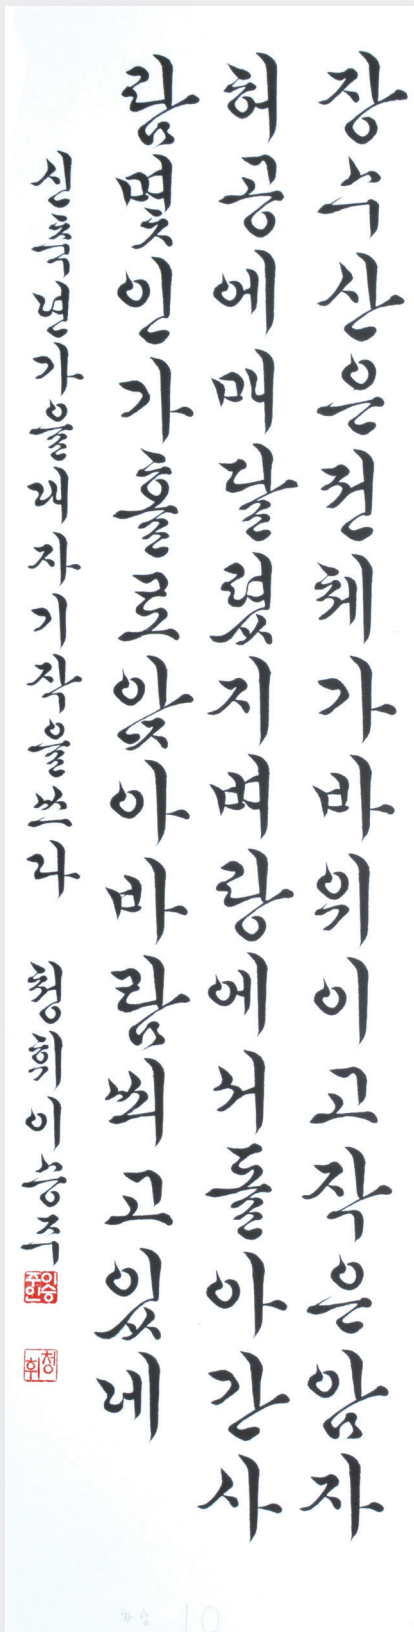 장수산은전체가바위이고작은암자
허공에매달렸지벼랑에서돌아간사
람몇인가홀로앉아바람쐬고있네
신축년가을래자기작을쓰다
청휘이승주